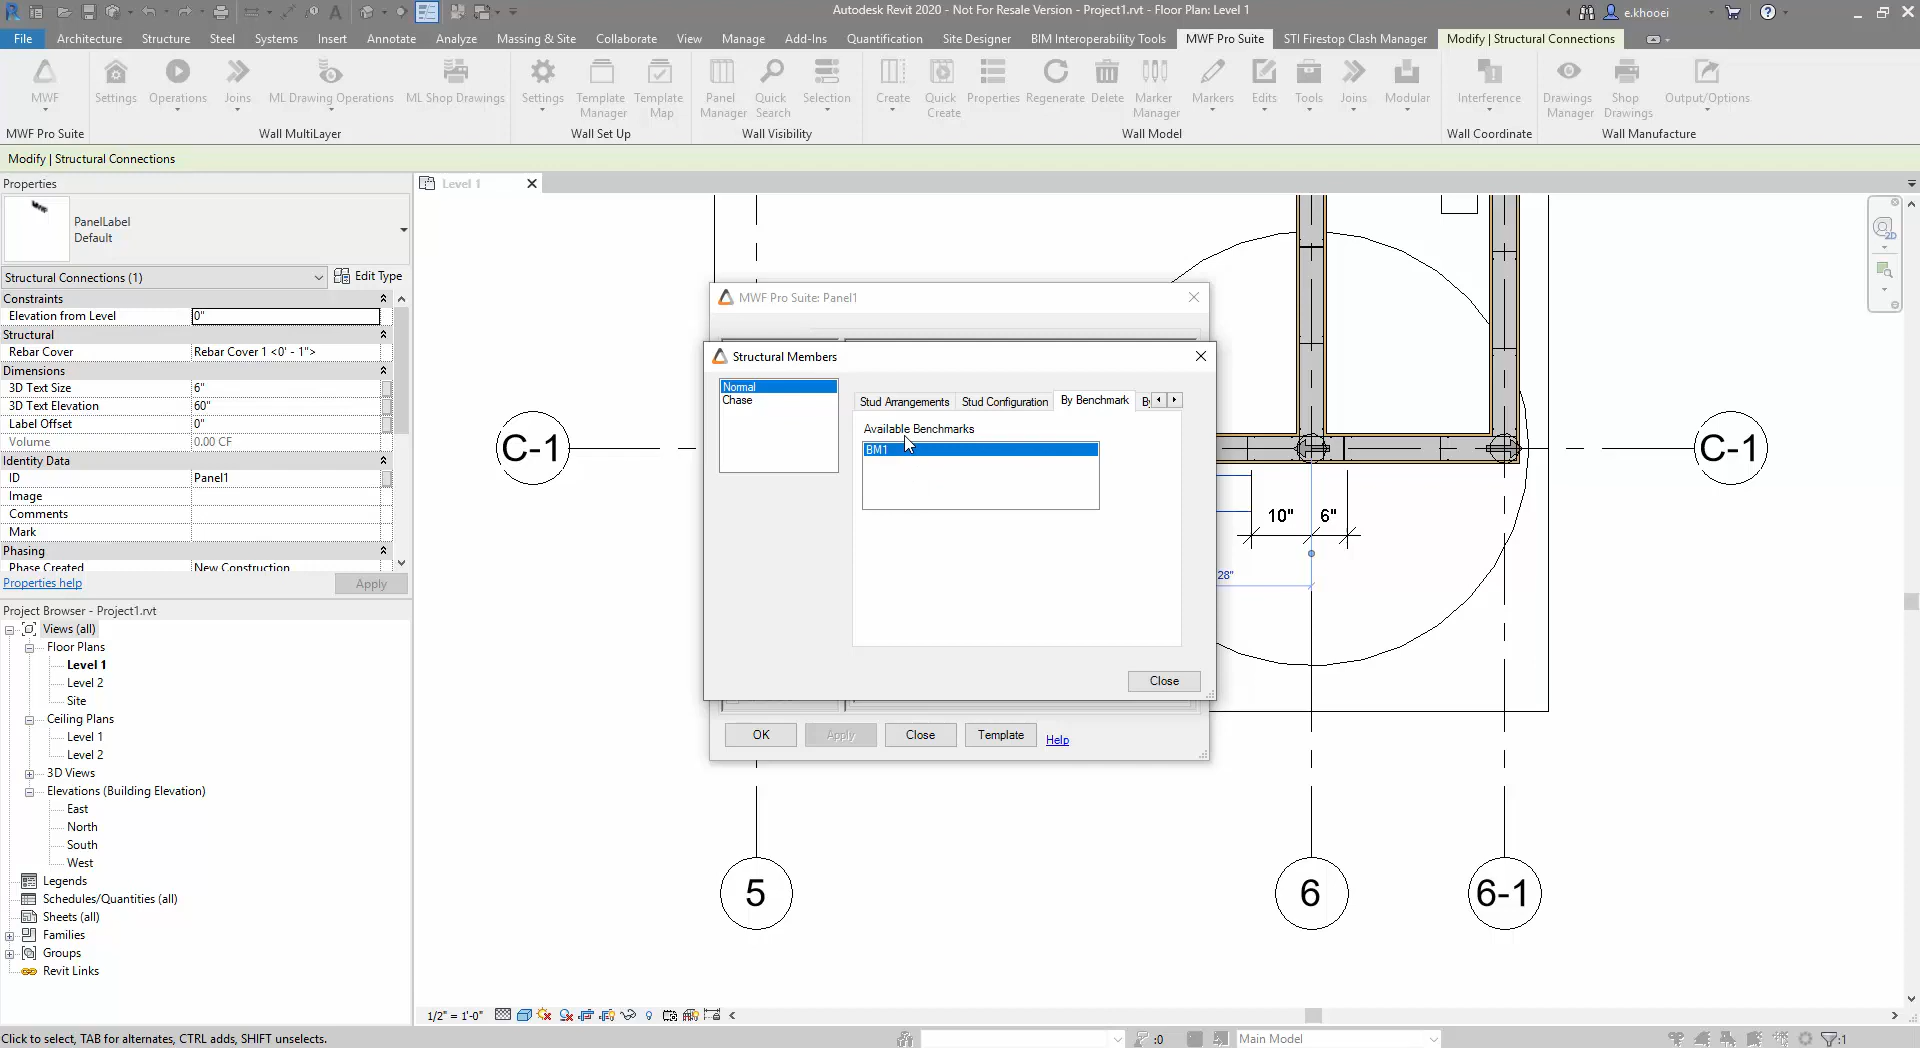 Autodesk Revit 2020 - Not For Resale Version - Project1.rvt - Floor Plan: Level 1
e.khooei
File Architecture Structure Steel Systems Insert Annotate Analyze Massing & Site Collaborate View Manage Add-Ins Quantification Site Designer BIM Interoperability Tools MWF Pro Suite STI Firestop Clash Manager Modify | Structural Connections
MWF Settings Operations Joins ML Drawing Operations ML Shop Drawings Settings Template Manager Template Map Panel Manager Quick Search Selection Create Quick Create Properties Regenerate Delete Marker Manager Markers Edits Tools Joins Modular Interference Drawings Manager Shop Drawings Output/Options
MWF Pro Suite Wall MultiLayer Wall Set Up Wall Visibility Wall Model Wall Coordinate Wall Manufacture
Modify | Structural Connections
Properties
PanelLabel
Default
Structural Connections (1) Edit Type
Constraints
Elevation from Level 0"
Structural
Rebar Cover Rebar Cover 1 <0' - 1">
Dimensions
3D Text Size 6"
3D Text Elevation 60"
Label Offset 0"
Volume 0.00 CF
Identity Data
ID Panel1
Image
Comments
Mark
Phasing
Phase Created New Construction
Properties help Apply
Project Browser - Project1.rvt
Views (all)
Floor Plans
Level 1
Level 2
Site
Ceiling Plans
Level 1
Level 2
3D Views
Elevations (Building Elevation)
East
North
South
West
Legends
Schedules/Quantities (all)
Sheets (all)
Families
Groups
Revit Links
Level 1
MWF Pro Suite: Panel1
Structural Members
Normal
Chase
Stud Arrangements Stud Configuration By Benchmark
Available Benchmarks
BM1
Close
OK Apply Close Template Help
C-1
C-1
10" 6"
28"
5
6
6-1
1/2" = 1'-0"
Click to select, TAB for alternates, CTRL adds, SHIFT unselects.
:0
Main Model
:1